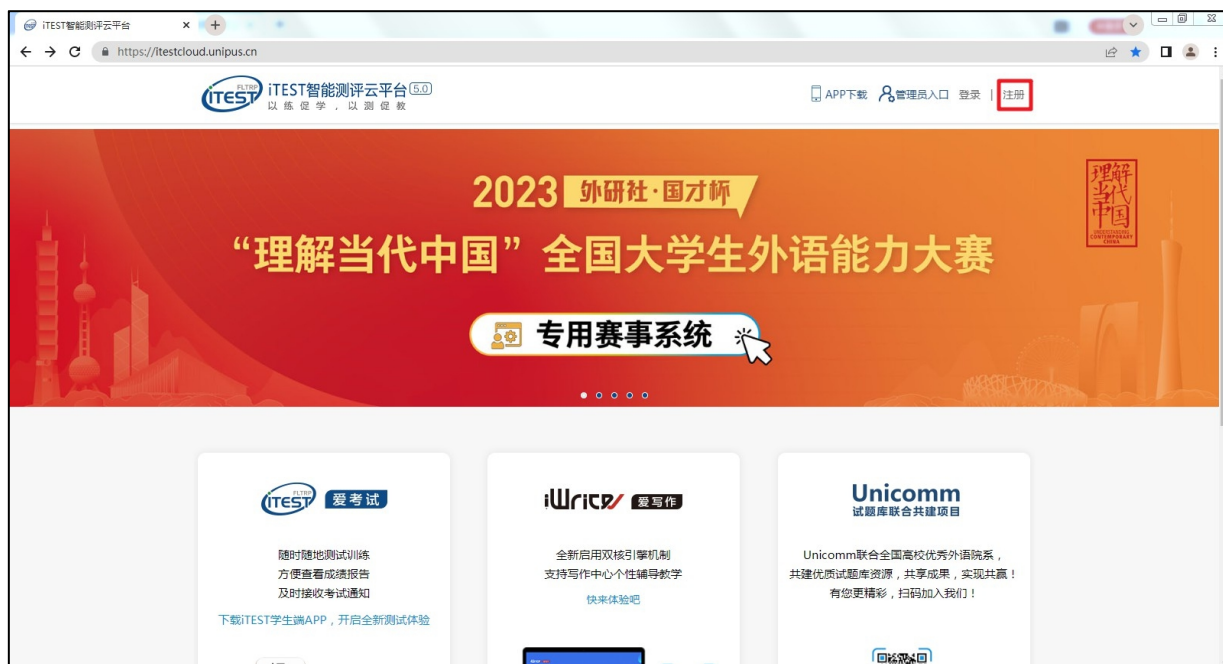 iTEST智能测评云平台
https://itestcloud.unipus.cn
FLTRP
iTEST
iTEST智能测评云平台 5.0
以练促学，以测促教
APP下载 管理员入口 登录 | 注册
2023 外研社·国才杯
“理解当代中国”全国大学生外语能力大赛
专用赛事系统
理解
当代
中国
UNDERSTANDING
CONTEMPORARY
CHINA
FLTRP
iTEST 爱考试
随时随地测试训练
方便查看成绩报告
及时接收考试通知
下载iTEST学生端APP，开启全新测试体验
iWrite 爱写作
全新启用双核引擎机制
支持写作中心个性辅导教学
快来体验吧
Unicomm
试题库联合共建项目
Unicomm联合全国高校优秀外语院系，
共建优质试题库资源，共享成果，实现共赢！
有您更精彩，扫码加入我们！